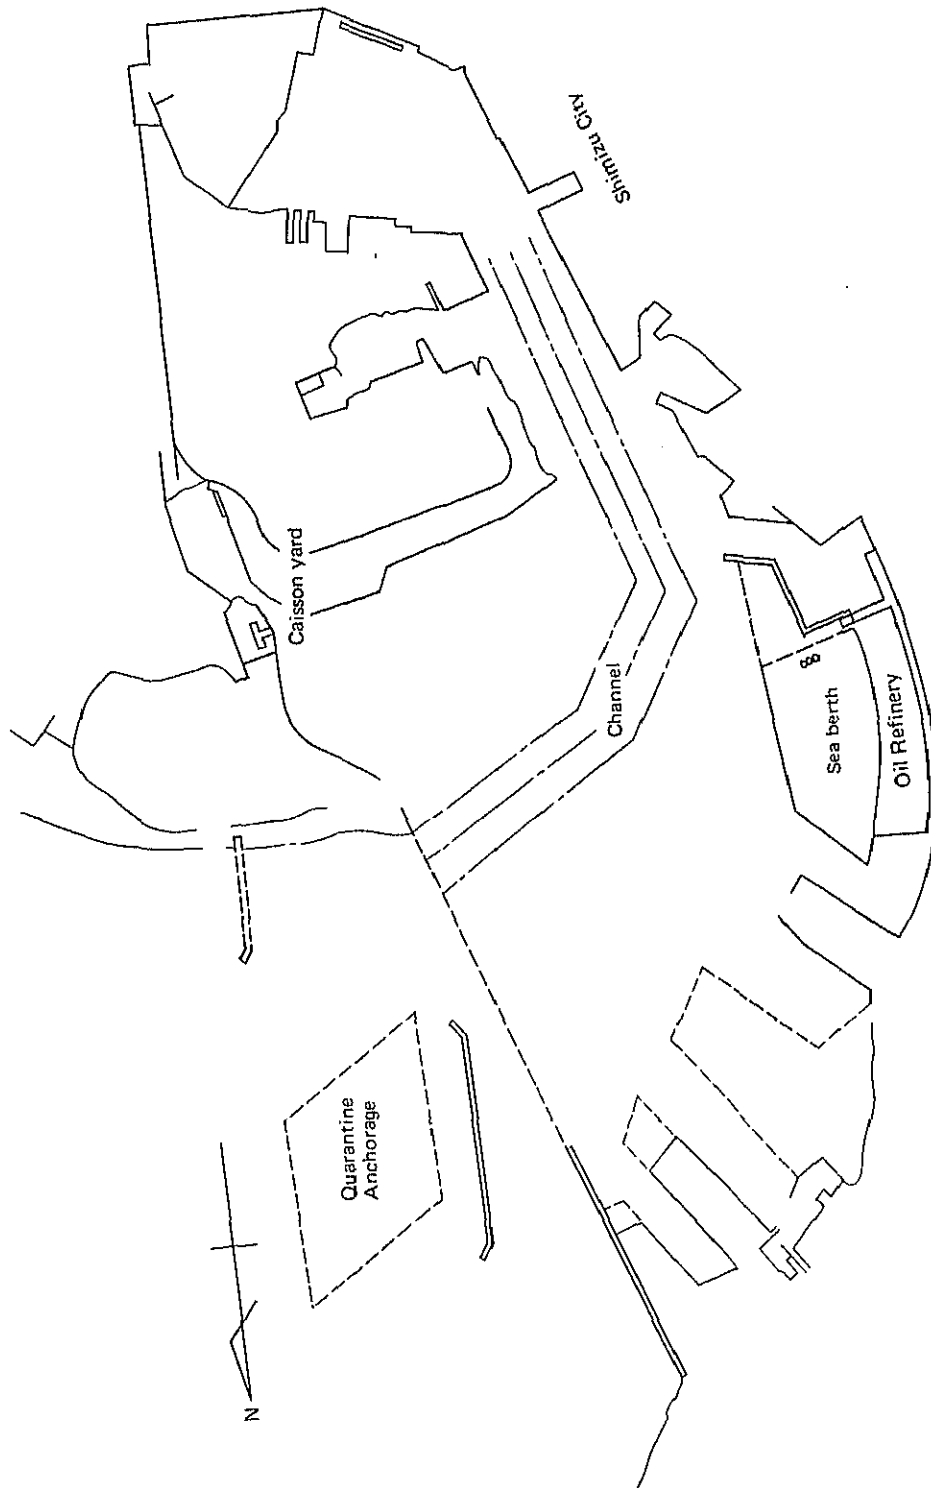 Shimizu City
Caisson yard
Channel
Sea berth
Oil Refinery
Quarantine
Anchorage
N